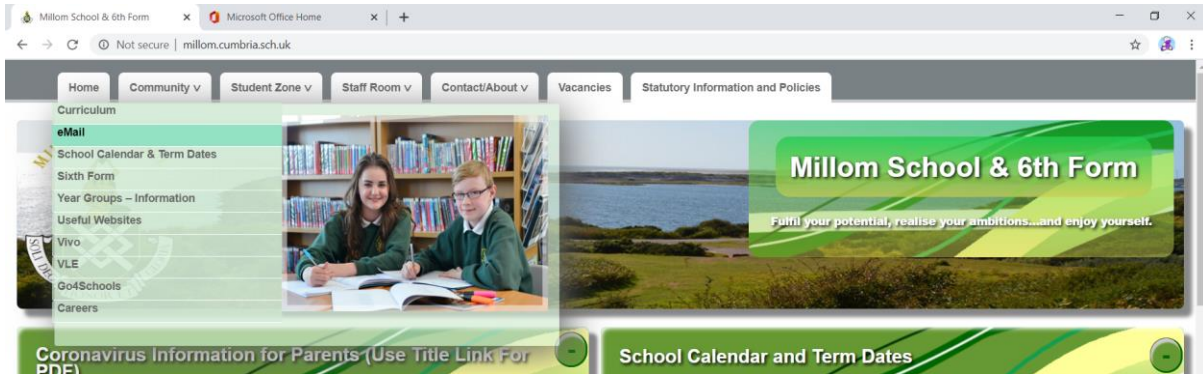 Millom School & 6th Form
Microsoft Office Home
Not secure | millom.cumbria.sch.uk
Home Community v Student Zone v Staff Room v Contact/About v Vacancies Statutory Information and Policies
Curriculum
eMail
School Calendar & Term Dates
Sixth Form
Year Groups – Information
Useful Websites
Vivo
VLE
Go4Schools
Careers
Millom School & 6th Form
Fulfil your potential, realise your ambitions...and enjoy yourself.
Coronavirus Information for Parents (Use Title Link For
PDF)
School Calendar and Term Dates